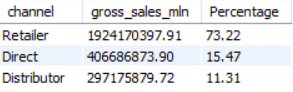 channel gross_sales_mln Percentage
Retailer 1924170397.91 73.22
Direct 406686873.90 15.47
Distributor 297175879.72 11.31